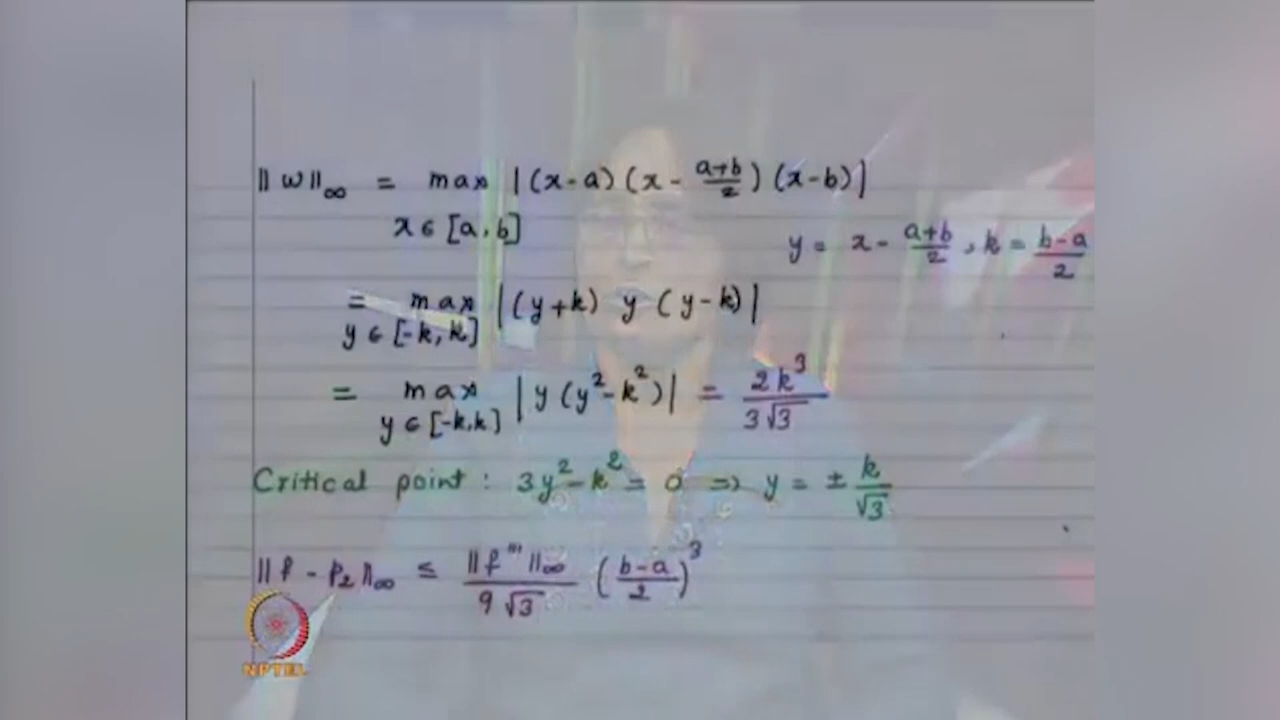 ‖w‖∞ = max |(x-a)(x - (a+b)/2)(x-b)|
x ∈ [a, b]
y = x - (a+b)/2, k = (b-a)/2
= max |(y+k) y (y-k)|
y ∈ [-k, k]
= max |y(y²-k²)| = 2k³/(3√3)
y ∈ [-k,k]
Critical point : 3y² - k² = 0 ⇒ y = ± k/√3
‖f - p₂‖∞ ≤ ‖f'''‖∞/(9√3) ((b-a)/2)³
NPTEL